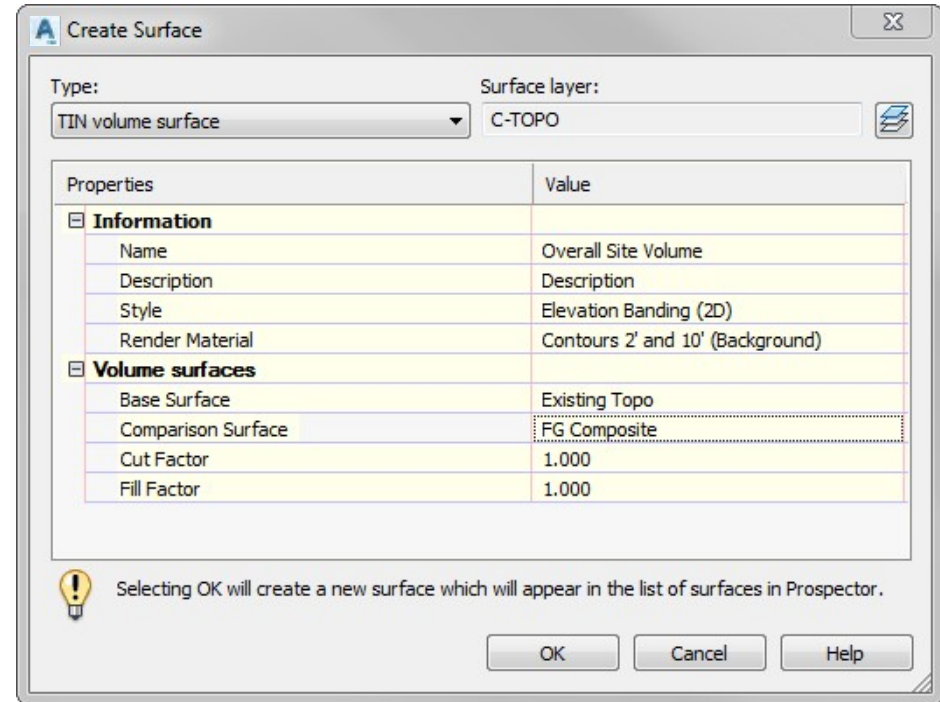 Create Surface
Type: Surface layer:
TIN volume surface C-TOPO
Properties Value
Information
Name Overall Site Volume
Description Description
Style Elevation Banding (2D)
Render Material Contours 2' and 10' (Background)
Volume surfaces
Base Surface Existing Topo
Comparison Surface FG Composite
Cut Factor 1.000
Fill Factor 1.000
Selecting OK will create a new surface which will appear in the list of surfaces in Prospector.
OK Cancel Help